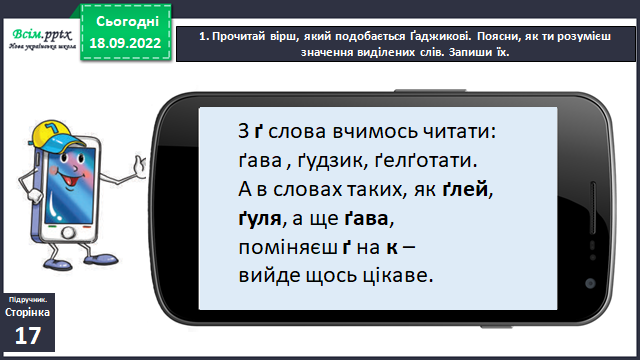 Всім.pptx
Нова українська школа
Сьогодні
18.09.2022
1. Прочитай вірш, який подобається Ґаджикові. Поясни, як ти розумієш
значення виділених слів. Запиши їх.
З ґ слова вчимось читати:
ґава , ґудзик, ґелґотати.
А в словах таких, як ґлей,
ґуля, а ще ґава,
поміняєш ґ на к –
вийде щось цікаве.
Підручник.
Сторінка
17